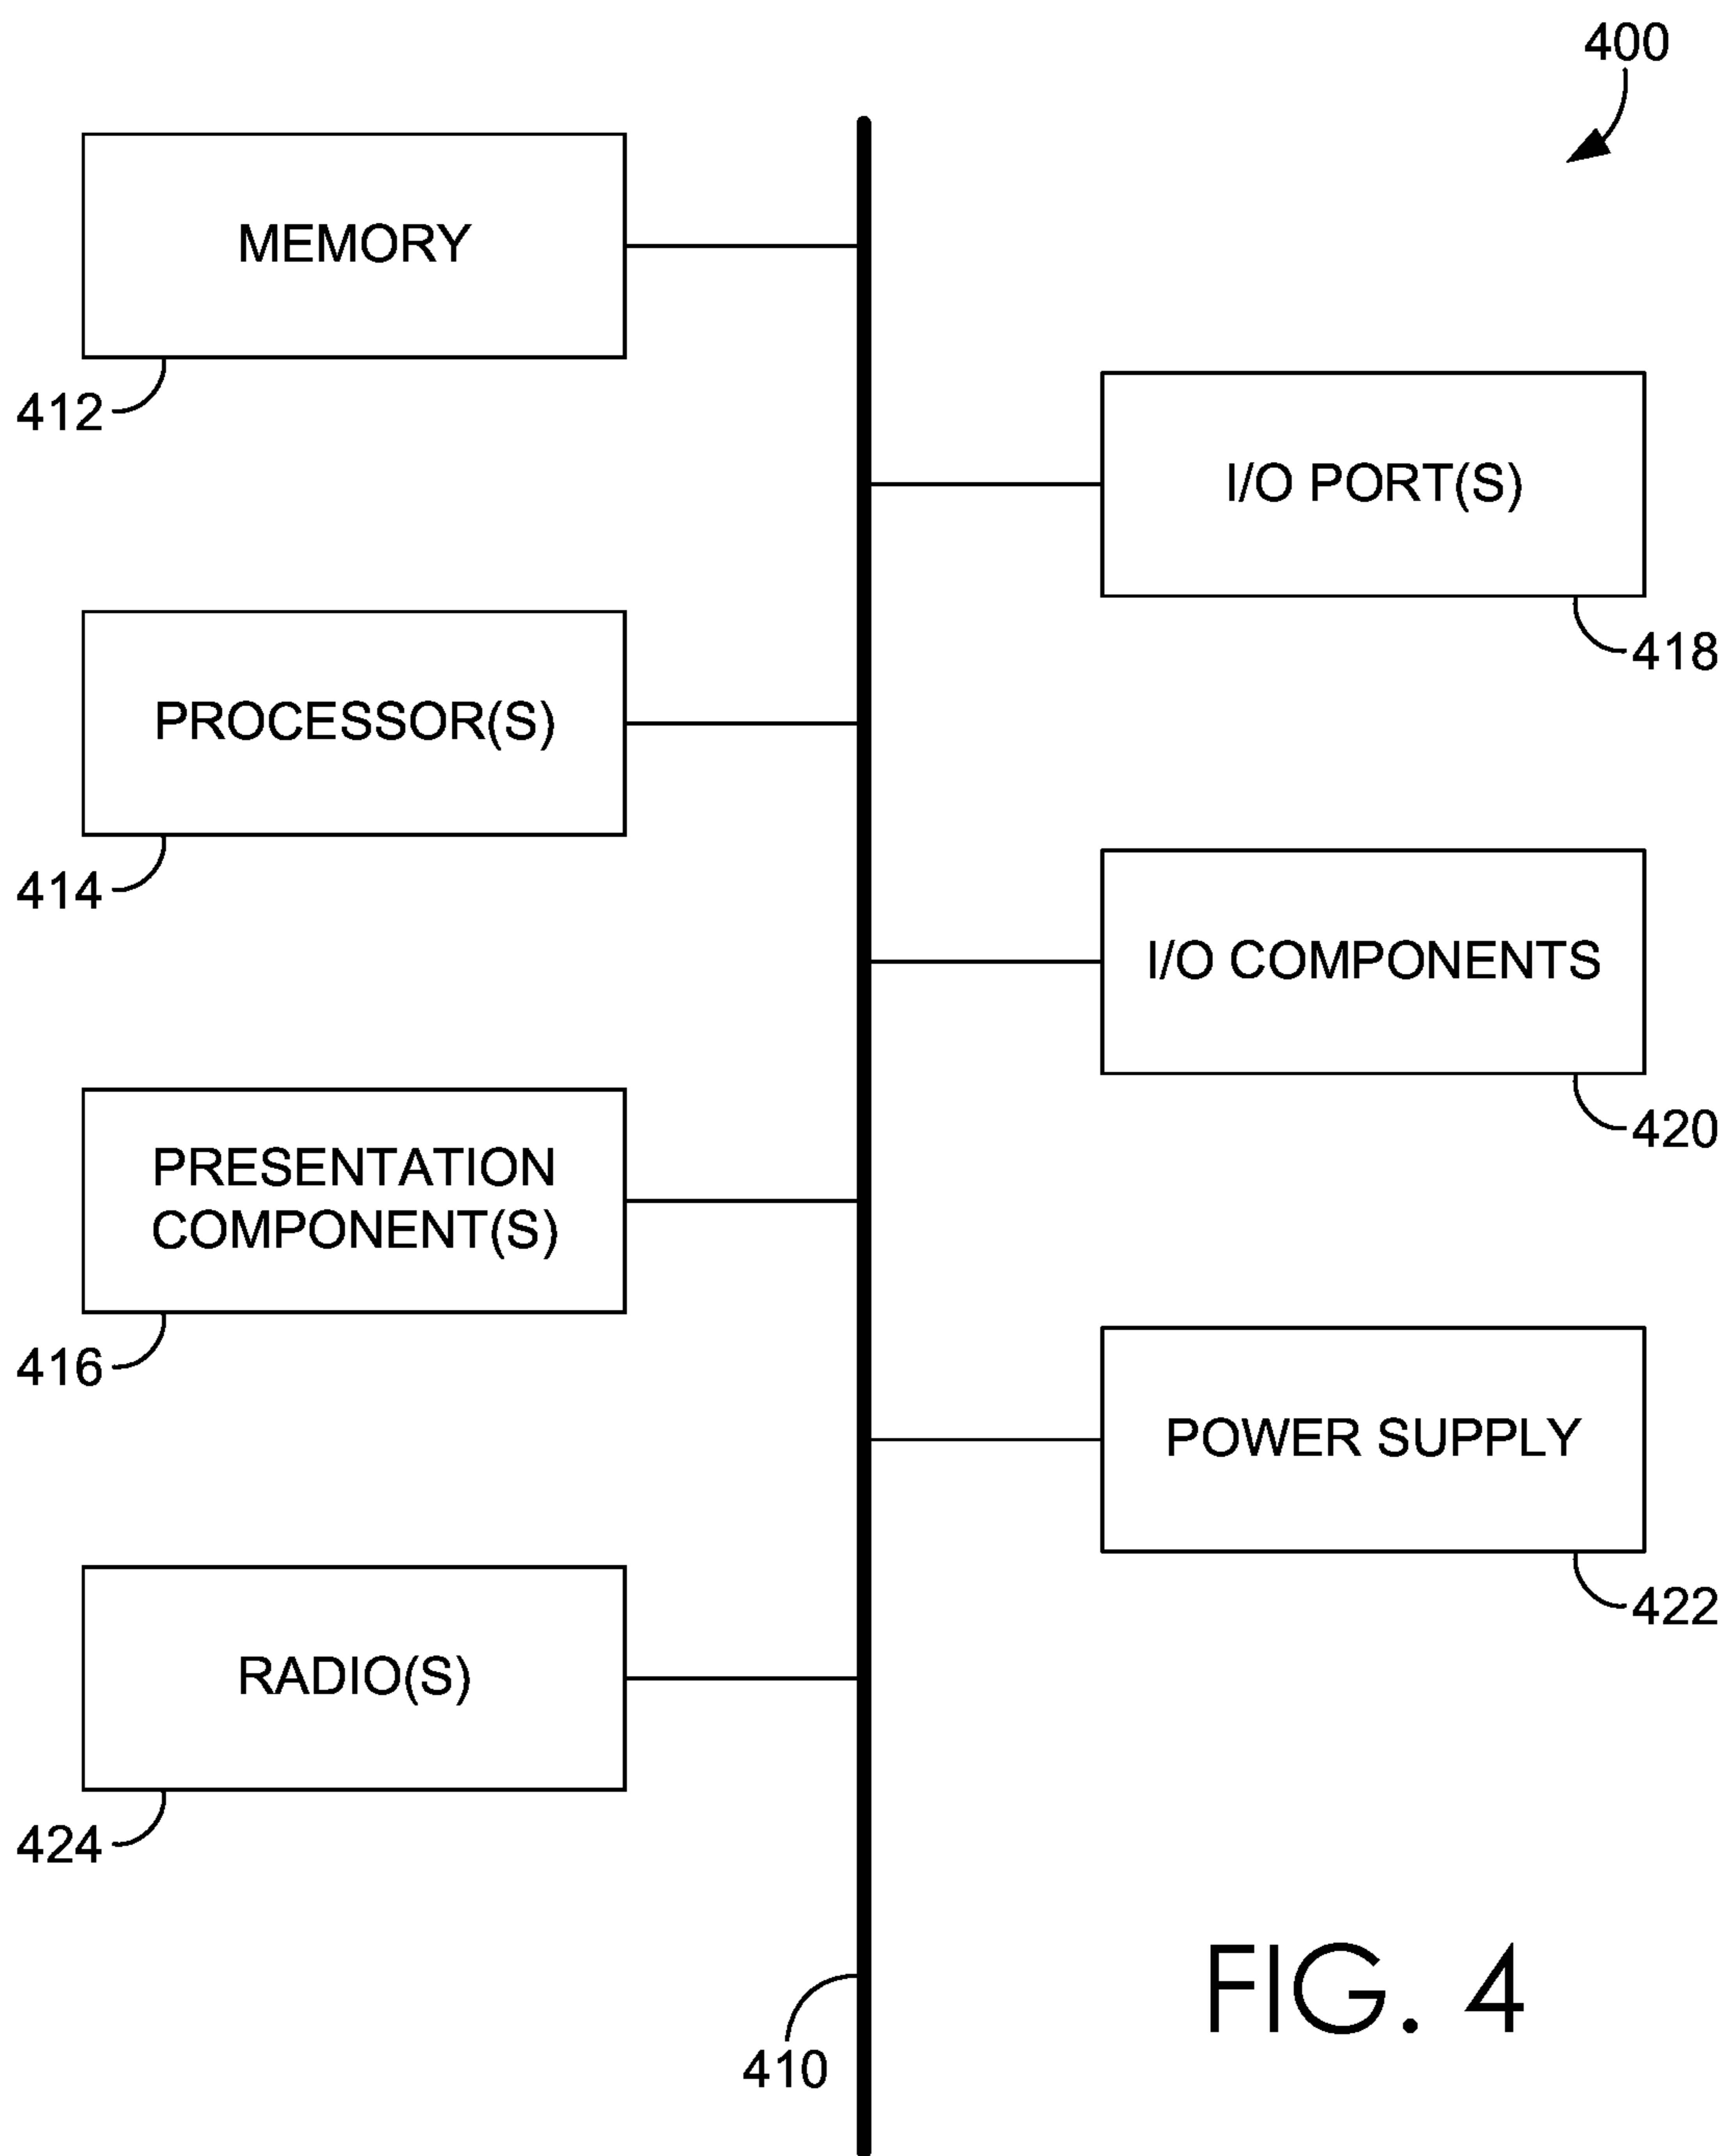 400
MEMORY
412
I/O PORT(S)
418
PROCESSOR(S)
414
I/O COMPONENTS
420
PRESENTATION
COMPONENT(S)
416
POWER SUPPLY
422
RADIO(S)
424
410
FIG. 4